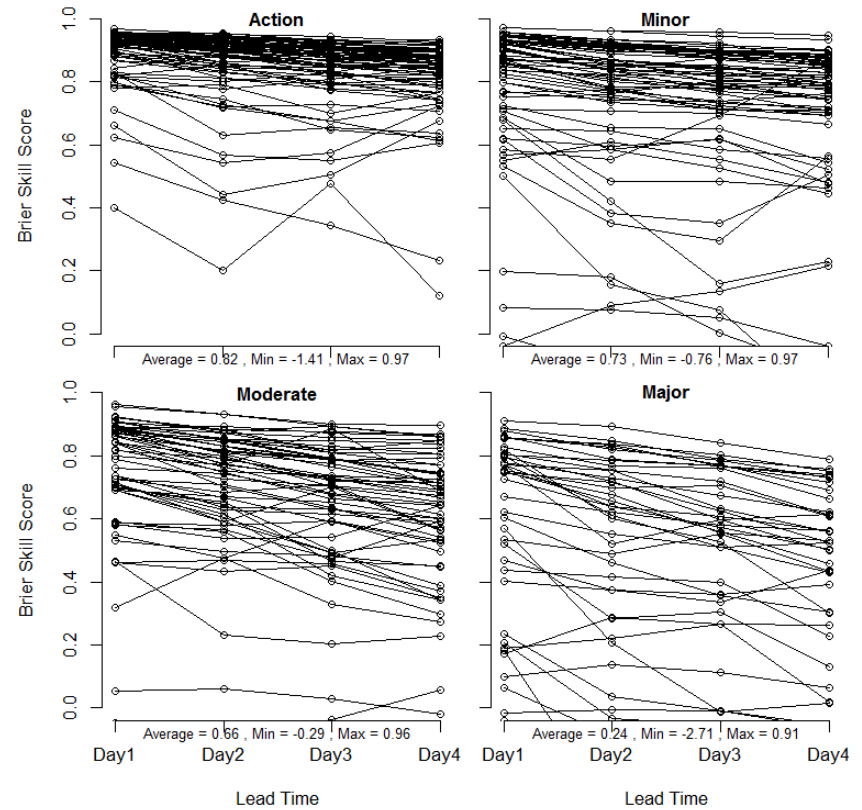 Action
Minor
Brier Skill Score
1.0
0.8
0.6
0.4
0.2
0.0
Average = 0.82 , Min = -1.41 , Max = 0.97
Average = 0.73 , Min = -0.76 , Max = 0.97
Moderate
Major
Brier Skill Score
1.0
0.8
0.6
0.4
0.2
0.0
Average = 0.66 , Min = -0.29 , Max = 0.96
Average = 0.24 , Min = -2.71 , Max = 0.91
Day1 Day2 Day3 Day4
Day1 Day2 Day3 Day4
Lead Time
Lead Time